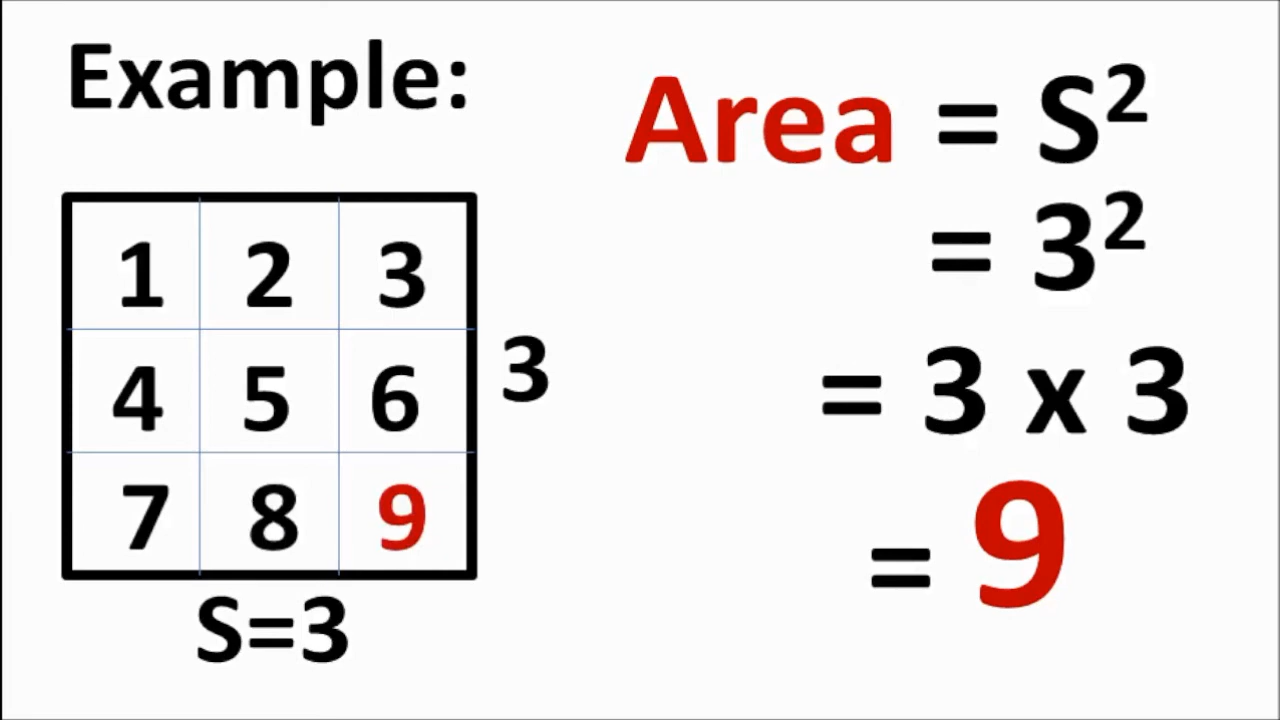 Example:
1 2 3
4 5 6
7 8 9
3
S=3
Area = S²
= 3²
= 3 x 3
= 9